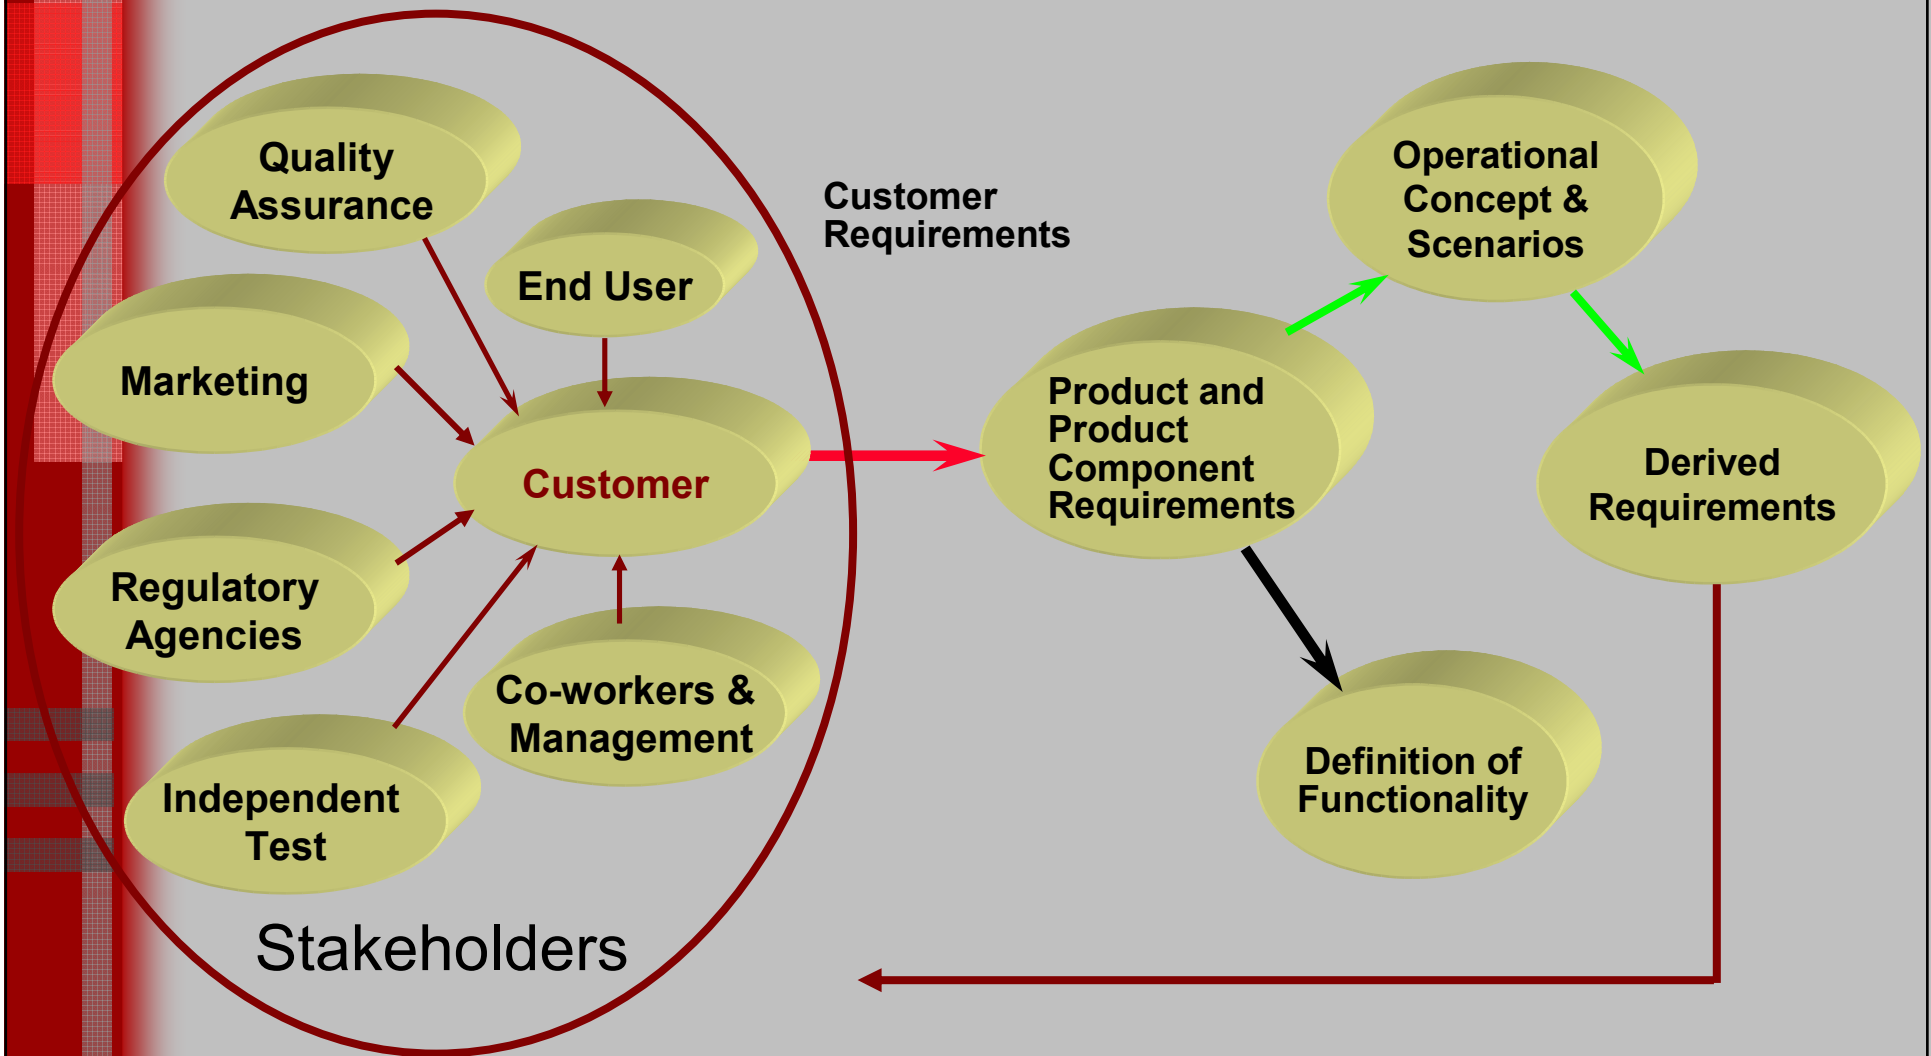 Quality
Assurance
End User
Marketing
Customer
Regulatory
Agencies
Co-workers &
Management
Independent
Test
Stakeholders
Customer
Requirements
Product and
Product
Component
Requirements
Operational
Concept &
Scenarios
Derived
Requirements
Definition of
Functionality